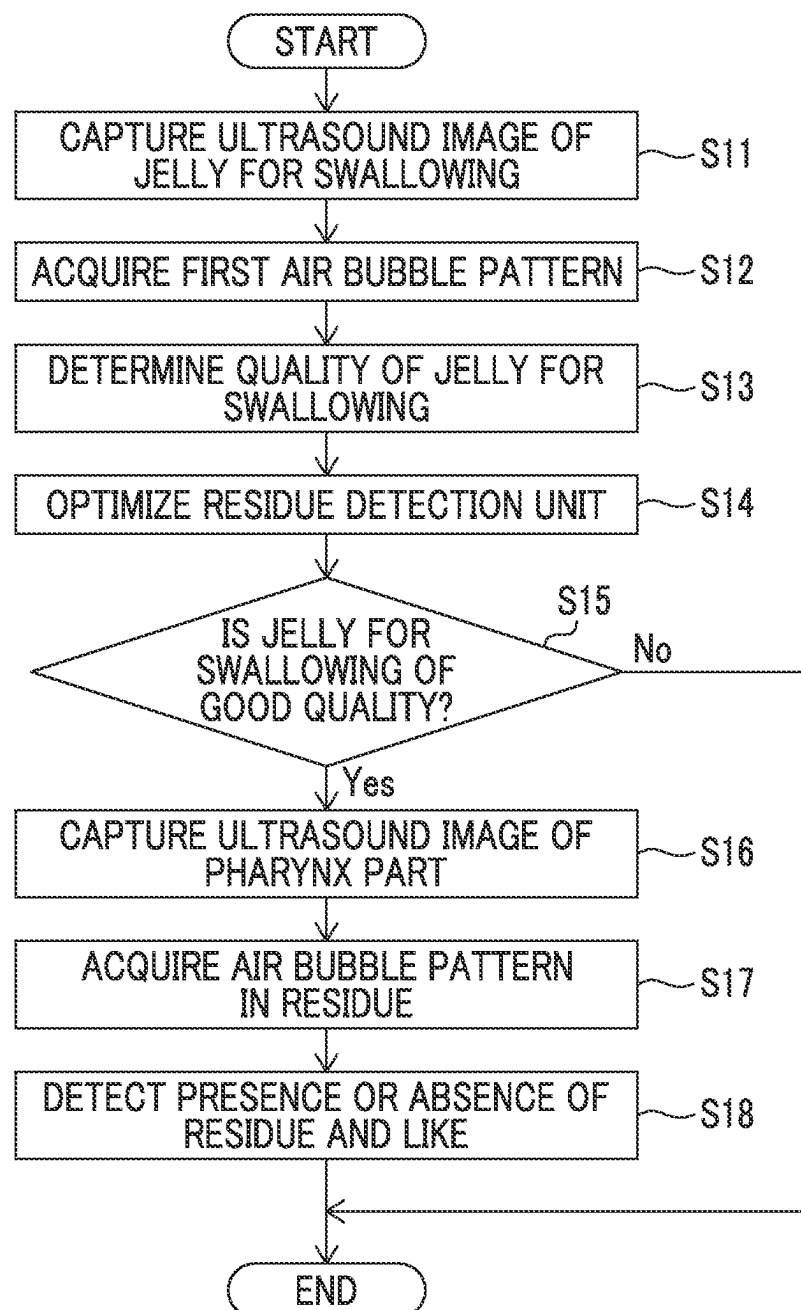 START
CAPTURE ULTRASOUND IMAGE OF
JELLY FOR SWALLOWING
S11
ACQUIRE FIRST AIR BUBBLE PATTERN
S12
DETERMINE QUALITY OF JELLY FOR
SWALLOWING
S13
OPTIMIZE RESIDUE DETECTION UNIT
S14
S15
IS JELLY FOR
SWALLOWING OF
GOOD QUALITY?
No
Yes
CAPTURE ULTRASOUND IMAGE OF
PHARYNX PART
S16
ACQUIRE AIR BUBBLE PATTERN
IN RESIDUE
S17
DETECT PRESENCE OR ABSENCE OF
RESIDUE AND LIKE
S18
END